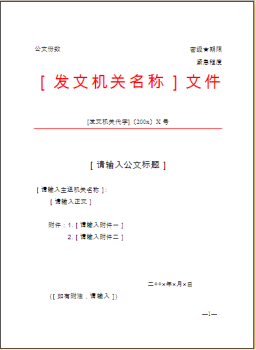 公文份数
密级★期限
紧急程度
[ 发文机关名称 ] 文件
[发文机关代字]〔200x〕X 号
[ 请输入公文标题 ]
[ 请输入主送机关名称 ]：
[ 请输入正文 ]
附件：1. [ 请输入附件一 ]
2. [ 请输入附件二 ]
二○○×年×月×日
([ 如有附注，请输入 ])
—1—